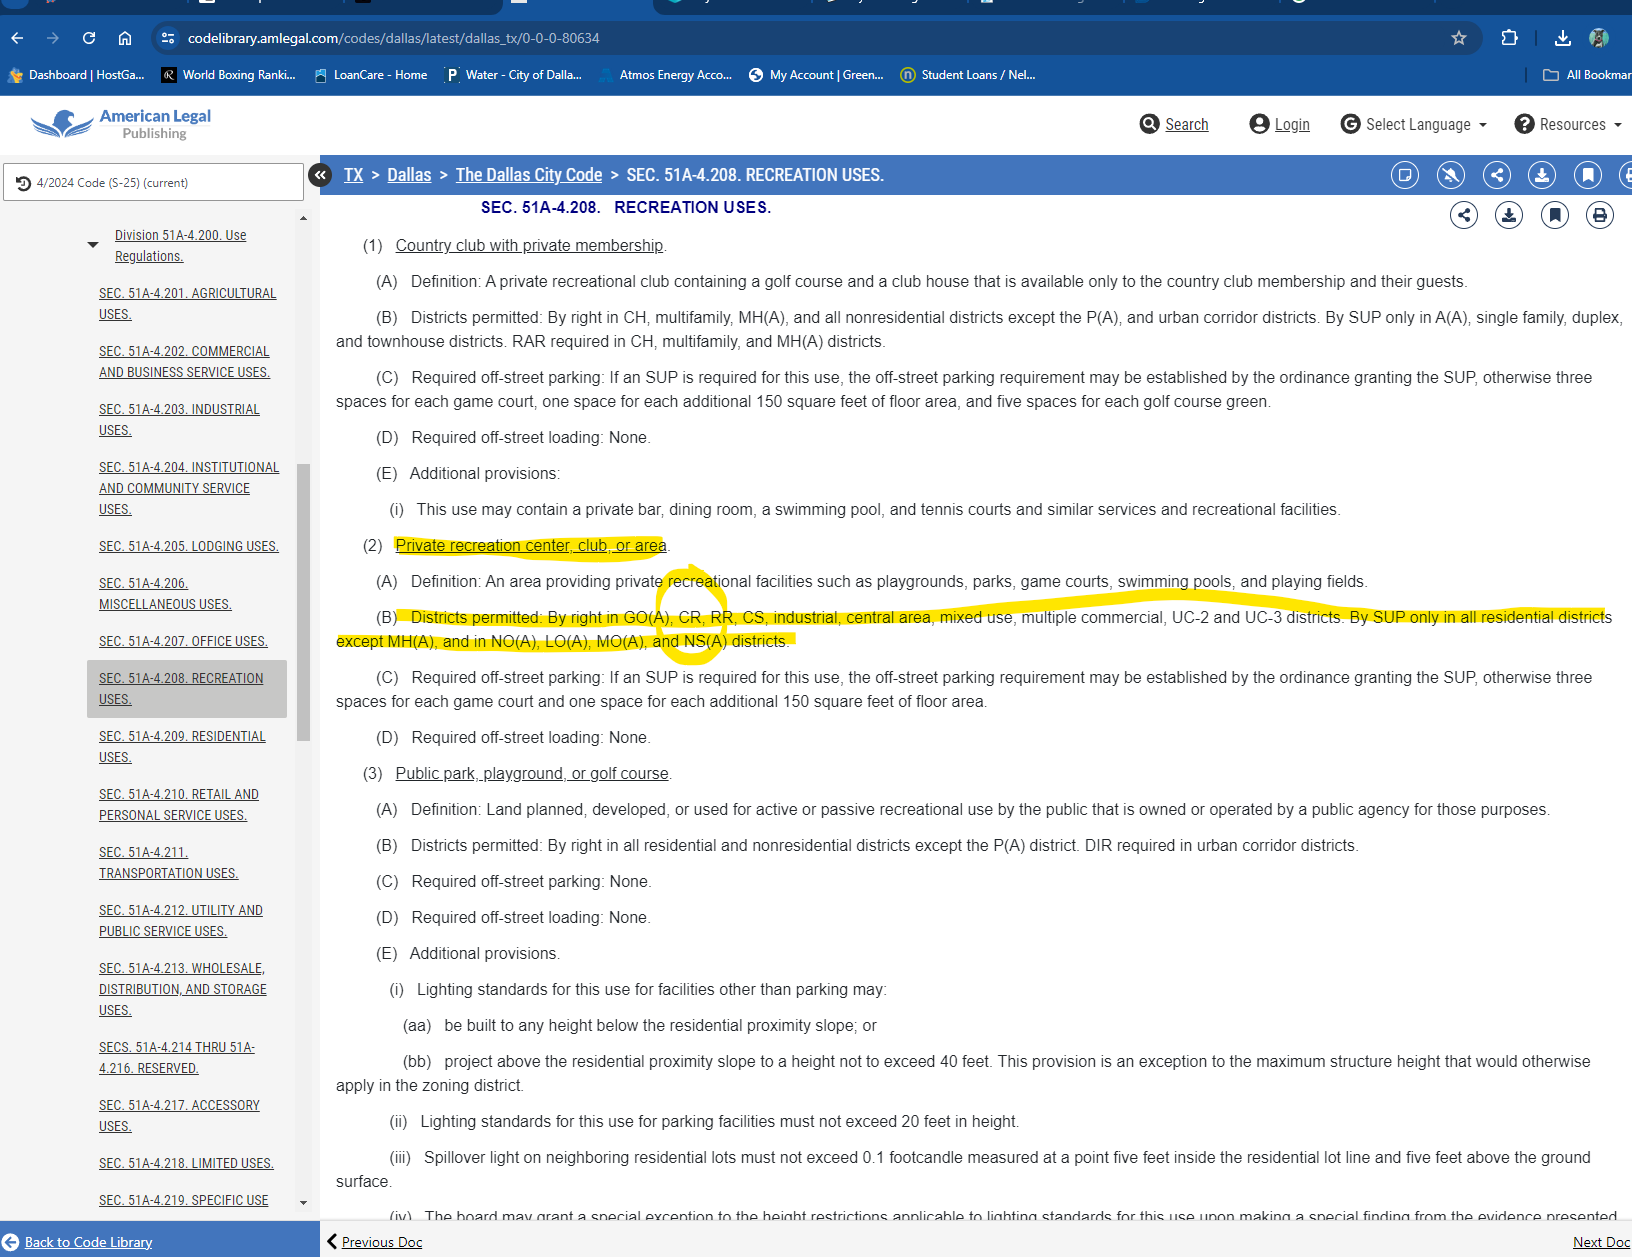 codelibrary.amlegal.com/codes/dallas/latest/dallas_tx/0-0-0-80634
Dashboard | HostGa...
World Boxing Ranki...
LoanCare - Home
Water - City of Dalla...
Atmos Energy Acco...
My Account | Green...
Student Loans / Nel...
All Bookmar
American Legal
Publishing
Search
Login
Select Language
Resources
4/2024 Code (S-25) (current)
TX > Dallas > The Dallas City Code > SEC. 51A-4.208. RECREATION USES.
Division 51A-4.200. Use
Regulations.
SEC. 51A-4.201. AGRICULTURAL
USES.
SEC. 51A-4.202. COMMERCIAL
AND BUSINESS SERVICE USES.
SEC. 51A-4.203. INDUSTRIAL
USES.
SEC. 51A-4.204. INSTITUTIONAL
AND COMMUNITY SERVICE
USES.
SEC. 51A-4.205. LODGING USES.
SEC. 51A-4.206.
MISCELLANEOUS USES.
SEC. 51A-4.207. OFFICE USES.
SEC. 51A-4.208. RECREATION
USES.
SEC. 51A-4.209. RESIDENTIAL
USES.
SEC. 51A-4.210. RETAIL AND
PERSONAL SERVICE USES.
SEC. 51A-4.211.
TRANSPORTATION USES.
SEC. 51A-4.212. UTILITY AND
PUBLIC SERVICE USES.
SEC. 51A-4.213. WHOLESALE,
DISTRIBUTION, AND STORAGE
USES.
SECS. 51A-4.214 THRU 51A-
4.216. RESERVED.
SEC. 51A-4.217. ACCESSORY
USES.
SEC. 51A-4.218. LIMITED USES.
SEC. 51A-4.219. SPECIFIC USE
Back to Code Library
SEC. 51A-4.208. RECREATION USES.
(1) Country club with private membership.
(A) Definition: A private recreational club containing a golf course and a club house that is available only to the country club membership and their guests.
(B) Districts permitted: By right in CH, multifamily, MH(A), and all nonresidential districts except the P(A), and urban corridor districts. By SUP only in A(A), single family, duplex,
and townhouse districts. RAR required in CH, multifamily, and MH(A) districts.
(C) Required off-street parking: If an SUP is required for this use, the off-street parking requirement may be established by the ordinance granting the SUP, otherwise three
spaces for each game court, one space for each additional 150 square feet of floor area, and five spaces for each golf course green.
(D) Required off-street loading: None.
(E) Additional provisions:
(i) This use may contain a private bar, dining room, a swimming pool, and tennis courts and similar services and recreational facilities.
(2) Private recreation center, club, or area.
(A) Definition: An area providing private recreational facilities such as playgrounds, parks, game courts, swimming pools, and playing fields.
(B) Districts permitted: By right in GO(A), CR, RR, CS, industrial, central area, mixed use, multiple commercial, UC-2 and UC-3 districts. By SUP only in all residential districts
except MH(A), and in NO(A), LO(A), MO(A), and NS(A) districts.
(C) Required off-street parking: If an SUP is required for this use, the off-street parking requirement may be established by the ordinance granting the SUP, otherwise three
spaces for each game court and one space for each additional 150 square feet of floor area.
(D) Required off-street loading: None.
(3) Public park, playground, or golf course.
(A) Definition: Land planned, developed, or used for active or passive recreational use by the public that is owned or operated by a public agency for those purposes.
(B) Districts permitted: By right in all residential and nonresidential districts except the P(A) district. DIR required in urban corridor districts.
(C) Required off-street parking: None.
(D) Required off-street loading: None.
(E) Additional provisions.
(i) Lighting standards for this use for facilities other than parking may:
(aa) be built to any height below the residential proximity slope; or
(bb) project above the residential proximity slope to a height not to exceed 40 feet. This provision is an exception to the maximum structure height that would otherwise
apply in the zoning district.
(ii) Lighting standards for this use for parking facilities must not exceed 20 feet in height.
(iii) Spillover light on neighboring residential lots must not exceed 0.1 footcandle measured at a point five feet inside the residential lot line and five feet above the ground
surface.
(iv) The board may grant a special exception to the height restrictions applicable to lighting standards for this use upon making a special finding from the evidence presented
Previous Doc
Next Doc